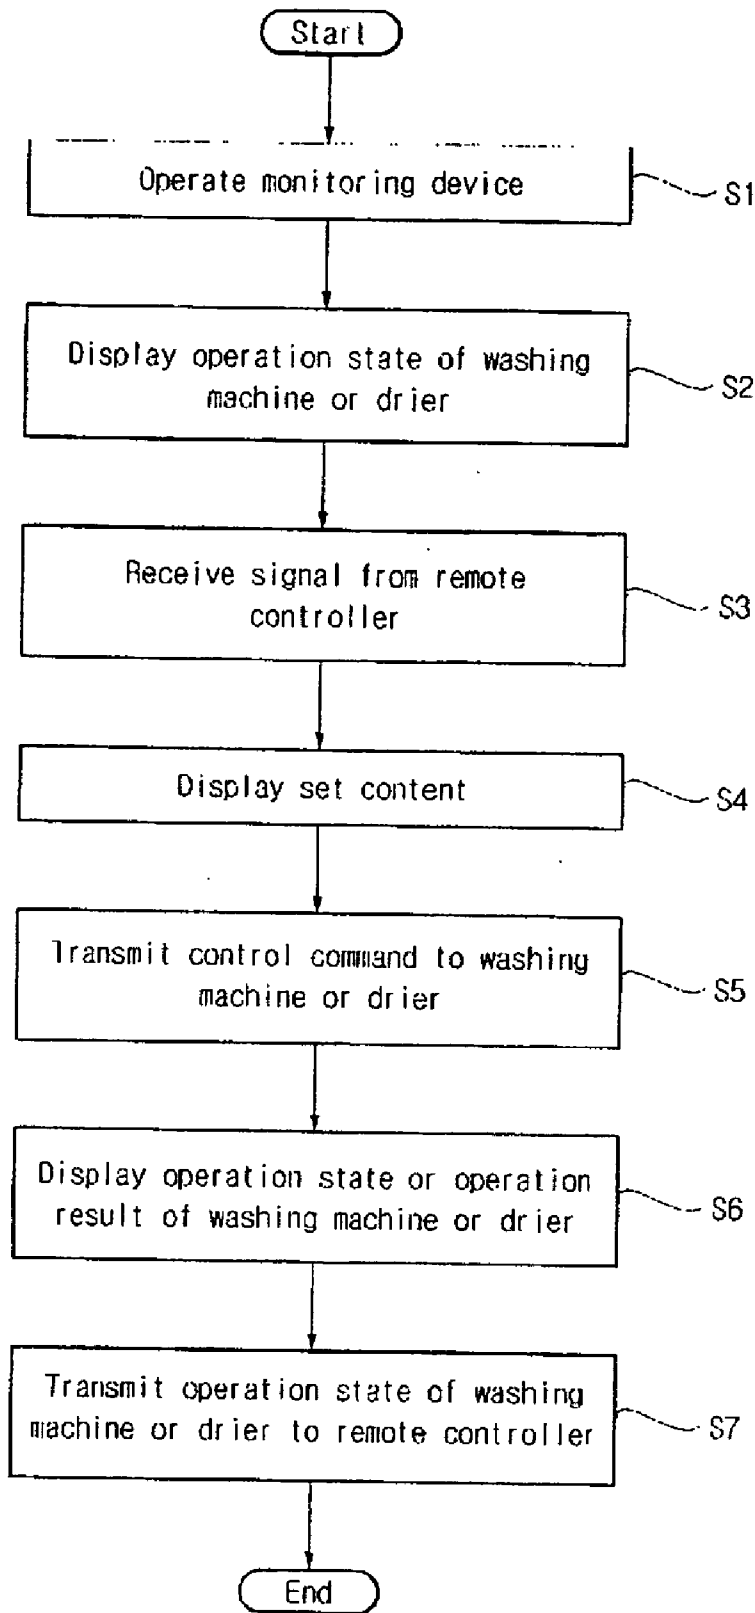 Start
Operate monitoring device
S1
Display operation state of washing
machine or drier
S2
Receive signal from remote
controller
S3
Display set content
S4
Transmit control command to washing
machine or drier
S5
Display operation state or operation
result of washing machine or drier
S6
Transmit operation state of washing
machine or drier to remote controller
S7
End